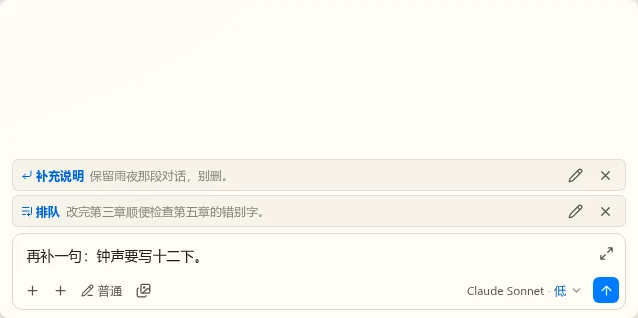 补充说明 保留雨夜那段对话，别删。
排队 改完第三章顺便检查第五章的错别字。
再补一句：钟声要写十二下。
普通 Claude Sonnet · 低